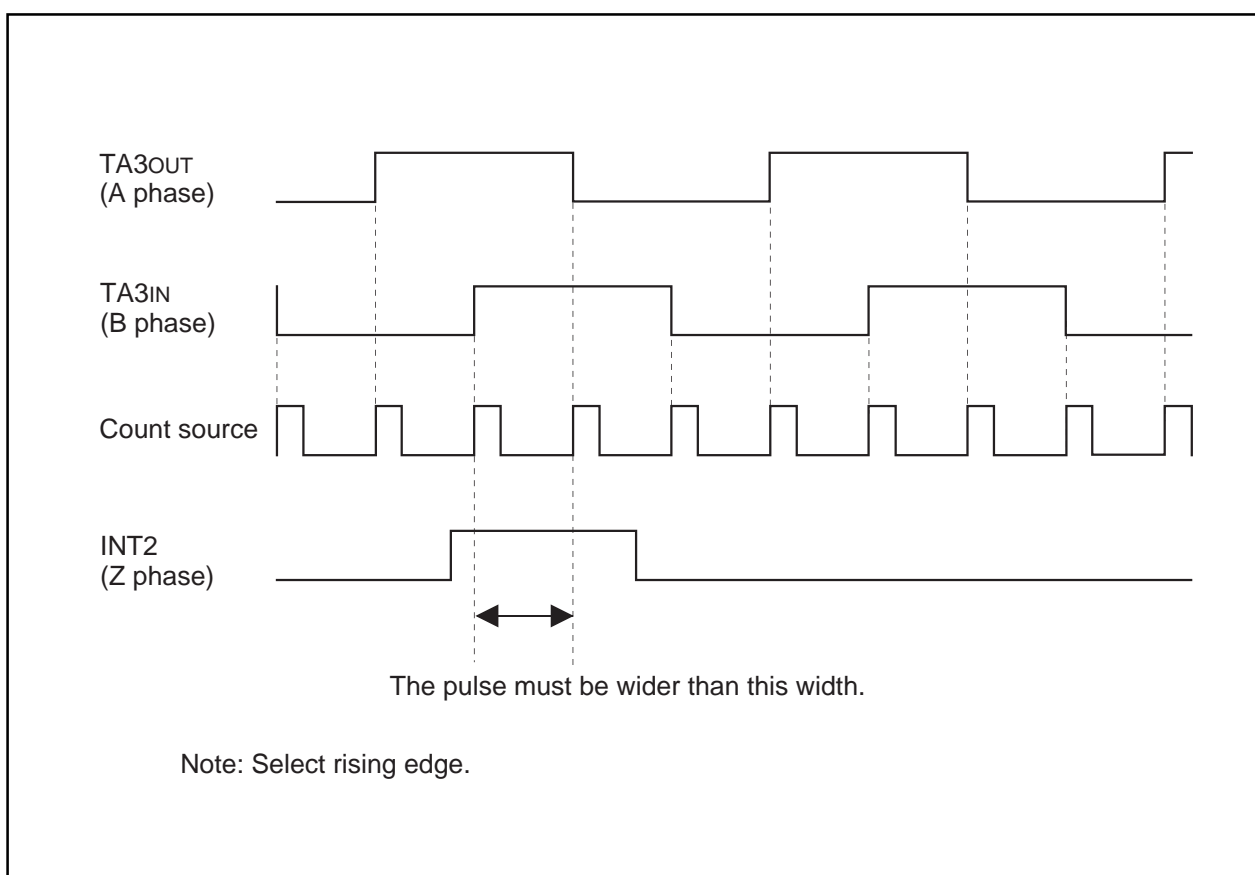 TA3OUT
(A phase)
TA3IN
(B phase)
Count source
INT2
(Z phase)
The pulse must be wider than this width.
Note: Select rising edge.